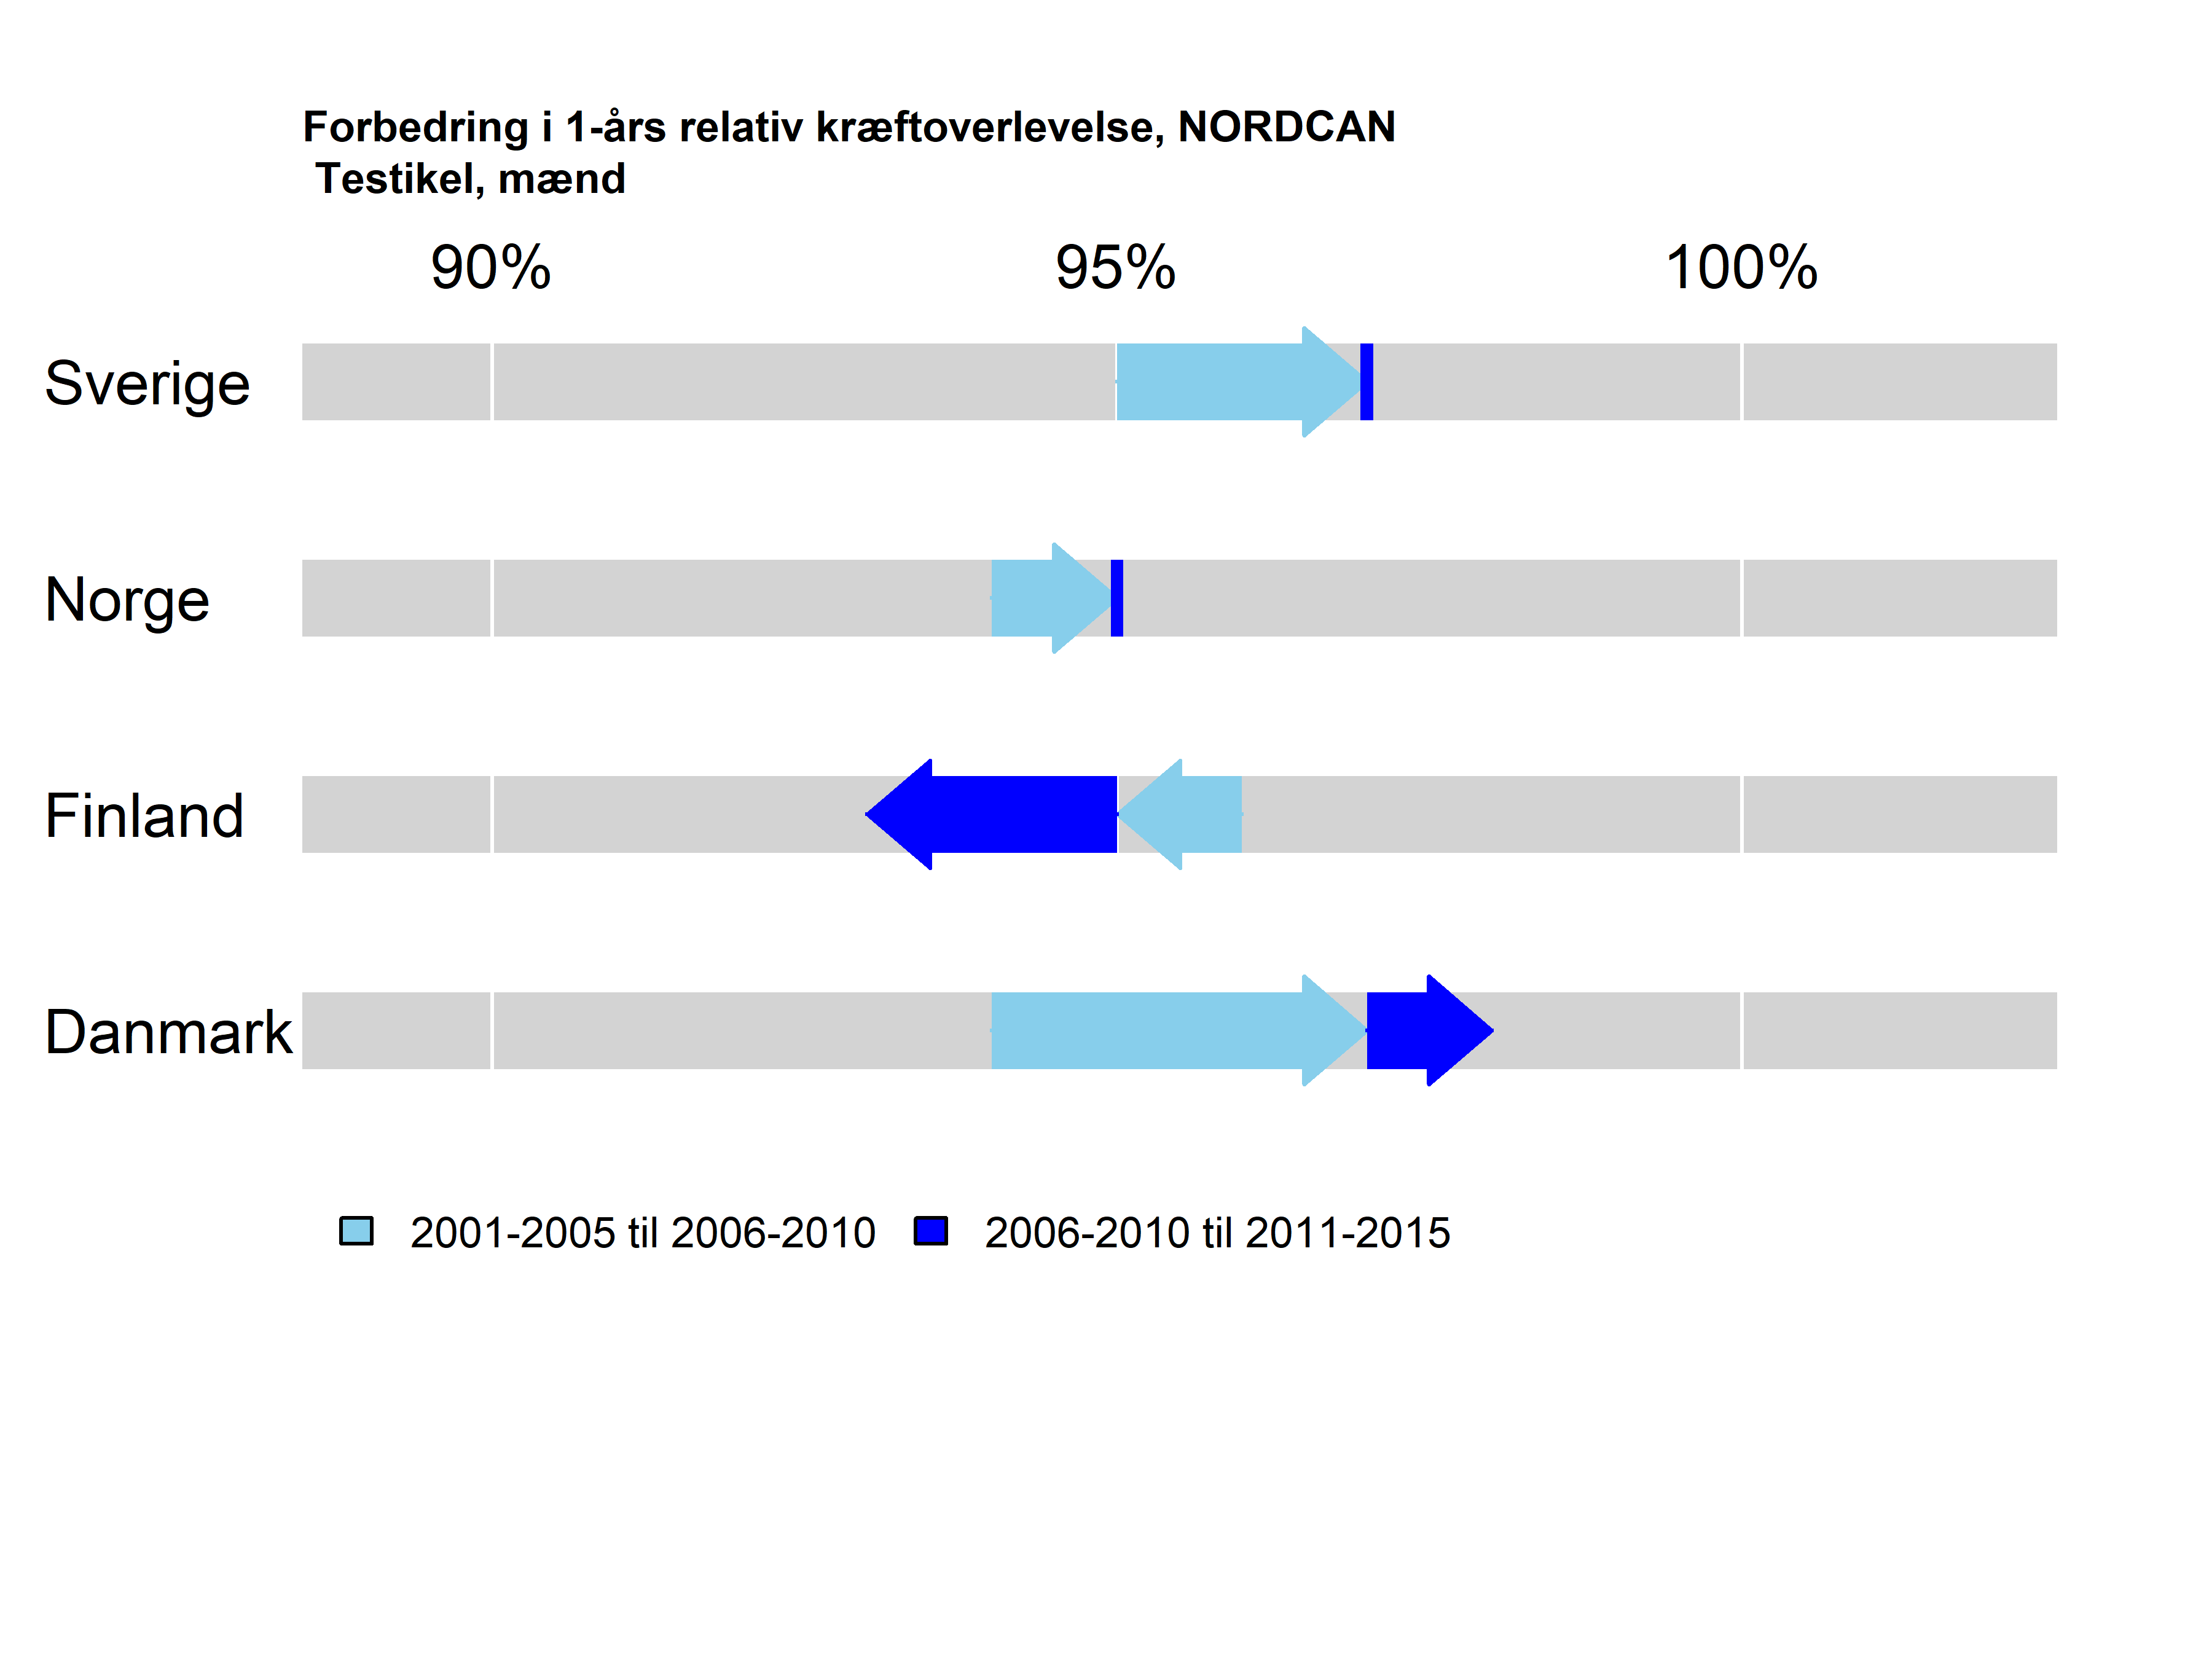 Forbedring i 1-års relativ kræftoverlevelse, NORDCAN
Testikel, mænd
90% 95% 100%
Sverige
Norge
Finland
Danmark
2001-2005 til 2006-2010 2006-2010 til 2011-2015